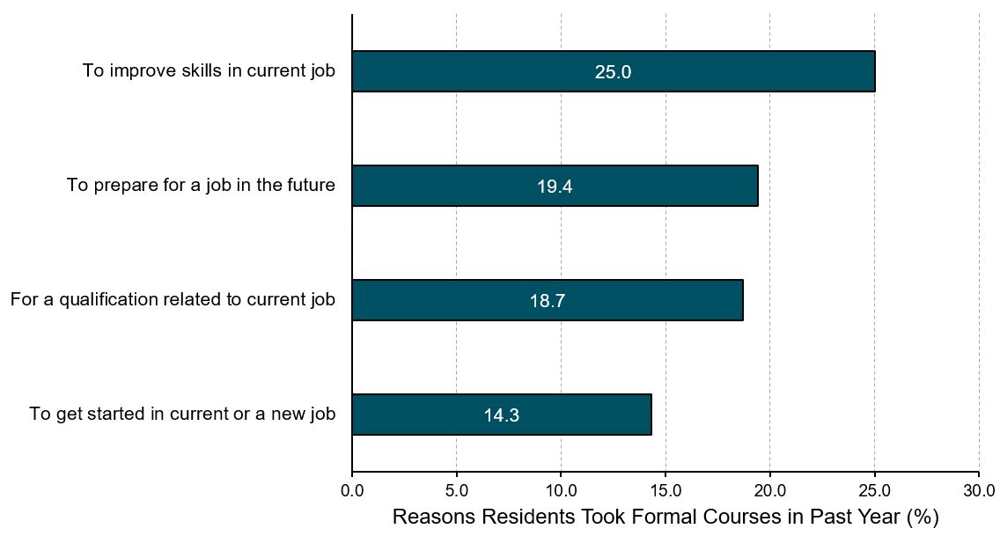 To improve skills in current job
25.0
To prepare for a job in the future
19.4
For a qualification related to current job
18.7
To get started in current or a new job
14.3
0.0 5.0 10.0 15.0 20.0 25.0 30.0
Reasons Residents Took Formal Courses in Past Year (%)